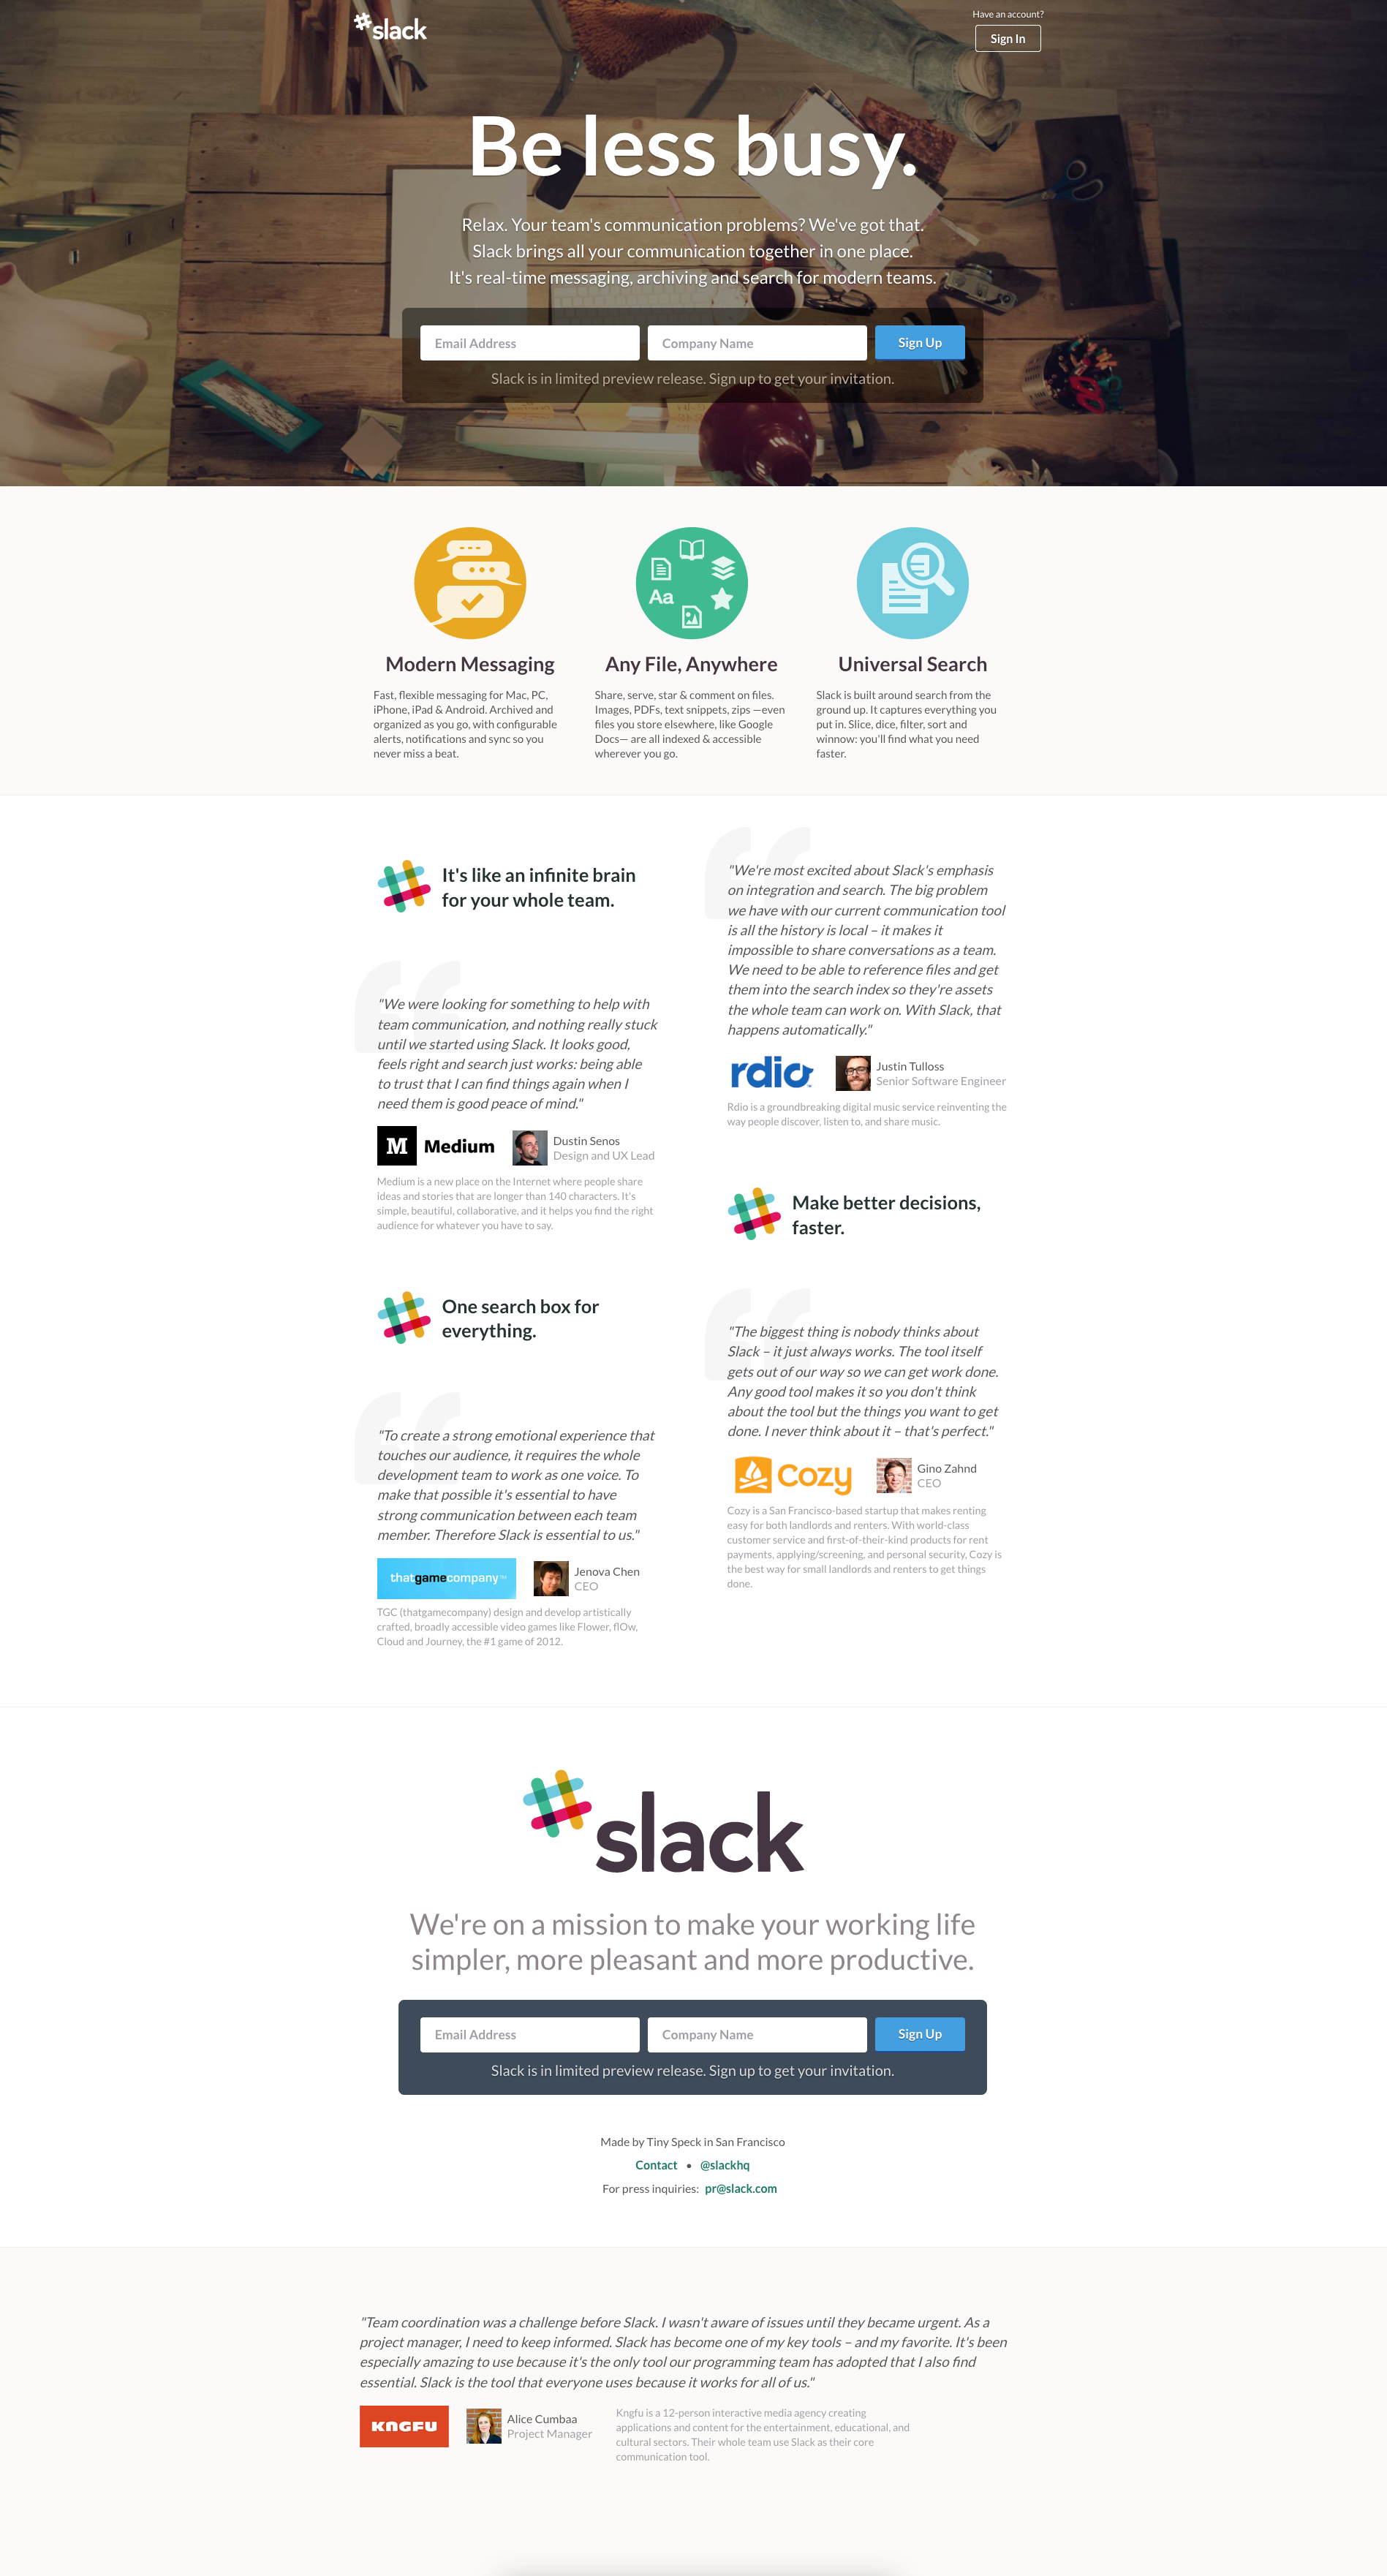 slack
Have an account?
Sign In
Be less busy.
Relax. Your team's communication problems? We've got that.
Slack brings all your communication together in one place.
It's real-time messaging, archiving and search for modern teams.
Email Address
Company Name
Sign Up
Slack is in limited preview release. Sign up to get your invitation.
Aa
Modern Messaging
Fast, flexible messaging for Mac, PC,
iPhone, iPad & Android. Archived and
organized as you go, with configurable
alerts, notifications and sync so you
never miss a beat.
Any File, Anywhere
Share, serve, star & comment on files.
Images, PDFs, text snippets, zips —even
files you store elsewhere, like Google
Docs— are all indexed & accessible
wherever you go.
Universal Search
Slack is built around search from the
ground up. It captures everything you
put in. Slice, dice, filter, sort and
winnow: you'll find what you need
faster.
It's like an infinite brain
for your whole team.
"We were looking for something to help with
team communication, and nothing really stuck
until we started using Slack. It looks good,
feels right and search just works: being able
to trust that I can find things again when I
need them is good peace of mind."
M Medium
Dustin Senos
Design and UX Lead
Medium is a new place on the Internet where people share
ideas and stories that are longer than 140 characters. It's
simple, beautiful, collaborative, and it helps you find the right
audience for whatever you have to say.
One search box for
everything.
"To create a strong emotional experience that
touches our audience, it requires the whole
development team to work as one voice. To
make that possible it's essential to have
strong communication between each team
member. Therefore Slack is essential to us."
thatgamecompany™
Jenova Chen
CEO
TGC (thatgamecompany) design and develop artistically
crafted, broadly accessible video games like Flower, flOw,
Cloud and Journey, the #1 game of 2012.
"We're most excited about Slack's emphasis
on integration and search. The big problem
we have with our current communication tool
is all the history is local – it makes it
impossible to share conversations as a team.
We need to be able to reference files and get
them into the search index so they're assets
the whole team can work on. With Slack, that
happens automatically."
rdio
Justin Tulloss
Senior Software Engineer
Rdio is a groundbreaking digital music service reinventing the
way people discover, listen to, and share music.
Make better decisions,
faster.
"The biggest thing is nobody thinks about
Slack – it just always works. The tool itself
gets out of our way so we can get work done.
Any good tool makes it so you don't think
about the tool but the things you want to get
done. I never think about it – that's perfect."
Cozy
Gino Zahnd
CEO
Cozy is a San Francisco-based startup that makes renting
easy for both landlords and renters. With world-class
customer service and first-of-their-kind products for rent
payments, applying/screening, and personal security, Cozy is
the best way for small landlords and renters to get things
done.
slack
We're on a mission to make your working life
simpler, more pleasant and more productive.
Email Address
Company Name
Sign Up
Slack is in limited preview release. Sign up to get your invitation.
Made by Tiny Speck in San Francisco
Contact • @slackhq
For press inquiries: pr@slack.com
"Team coordination was a challenge before Slack. I wasn't aware of issues until they became urgent. As a
project manager, I need to keep informed. Slack has become one of my key tools – and my favorite. It's been
especially amazing to use because it's the only tool our programming team has adopted that I also find
essential. Slack is the tool that everyone uses because it works for all of us."
KNGFU
Alice Cumbaa
Project Manager
Kngfu is a 12-person interactive media agency creating
applications and content for the entertainment, educational, and
cultural sectors. Their whole team use Slack as their core
communication tool.